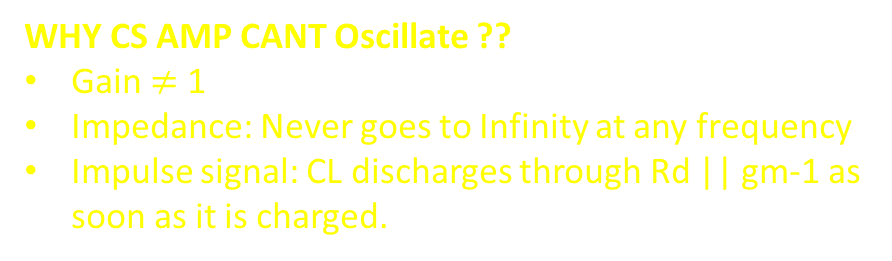 WHY CS AMP CANT Oscillate ??
• Gain ≠ 1
• Impedance: Never goes to Infinity at any frequency
• Impulse signal: CL discharges through Rd || gm-1 as
soon as it is charged.